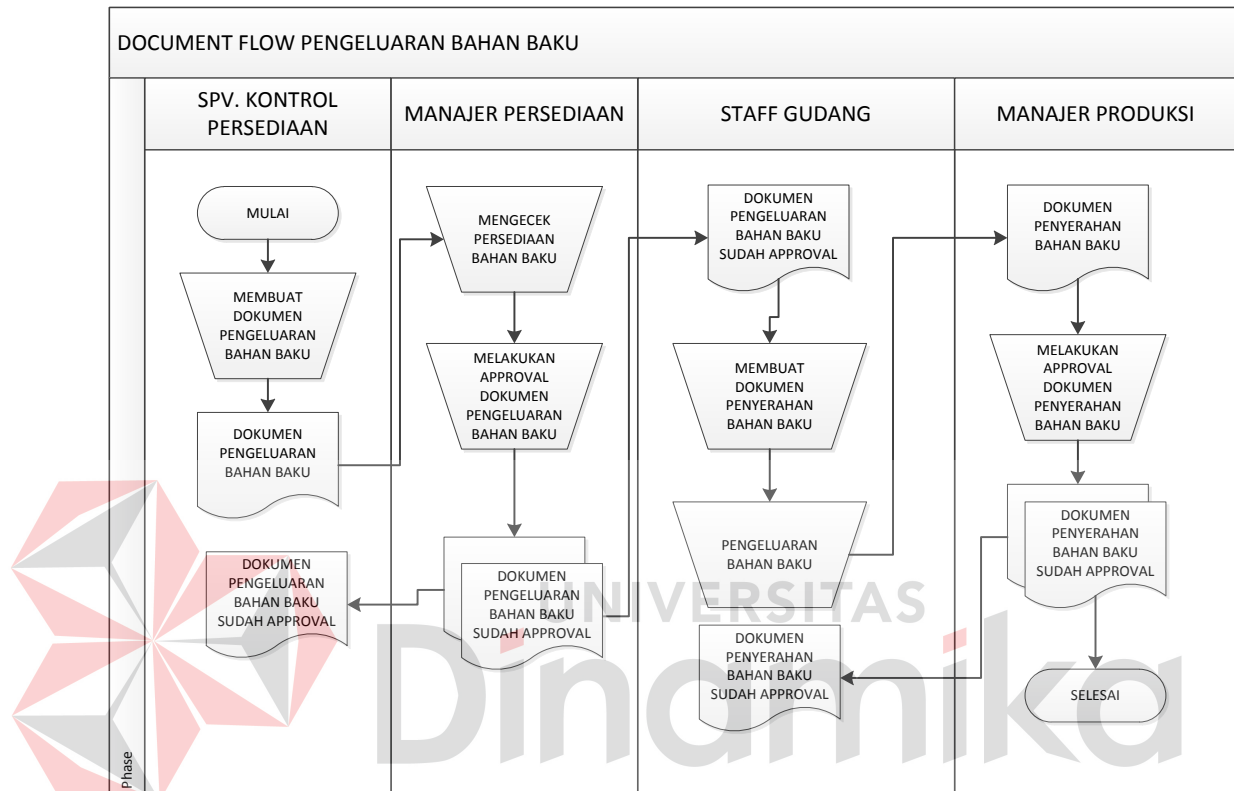 DOCUMENT FLOW PENGELUARAN BAHAN BAKU
SPV. KONTROL
PERSEDIAAN
MANAJER PERSEDIAAN
STAFF GUDANG
MANAJER PRODUKSI
MULAI
MEMBUAT
DOKUMEN
PENGELUARAN
BAHAN BAKU
DOKUMEN
PENGELUARAN
BAHAN BAKU
DOKUMEN
PENGELUARAN
BAHAN BAKU
SUDAH APPROVAL
MENGECEK
PERSEDIAAN
BAHAN BAKU
MELAKUKAN
APPROVAL
DOKUMEN
PENGELUARAN
BAHAN BAKU
DOKUMEN
PENGELUARAN
BAHAN BAKU
SUDAH APPROVAL
DOKUMEN
PENGELUARAN
BAHAN BAKU
SUDAH APPROVAL
MEMBUAT
DOKUMEN
PENYERAHAN
BAHAN BAKU
PENGELUARAN
BAHAN BAKU
DOKUMEN
PENYERAHAN
BAHAN BAKU
SUDAH APPROVAL
DOKUMEN
PENYERAHAN
BAHAN BAKU
MELAKUKAN
APPROVAL
DOKUMEN
PENYERAHAN
BAHAN BAKU
DOKUMEN
PENYERAHAN
BAHAN BAKU
SUDAH APPROVAL
SELESAI
Phase
UNIVERSITAS
Dinamika